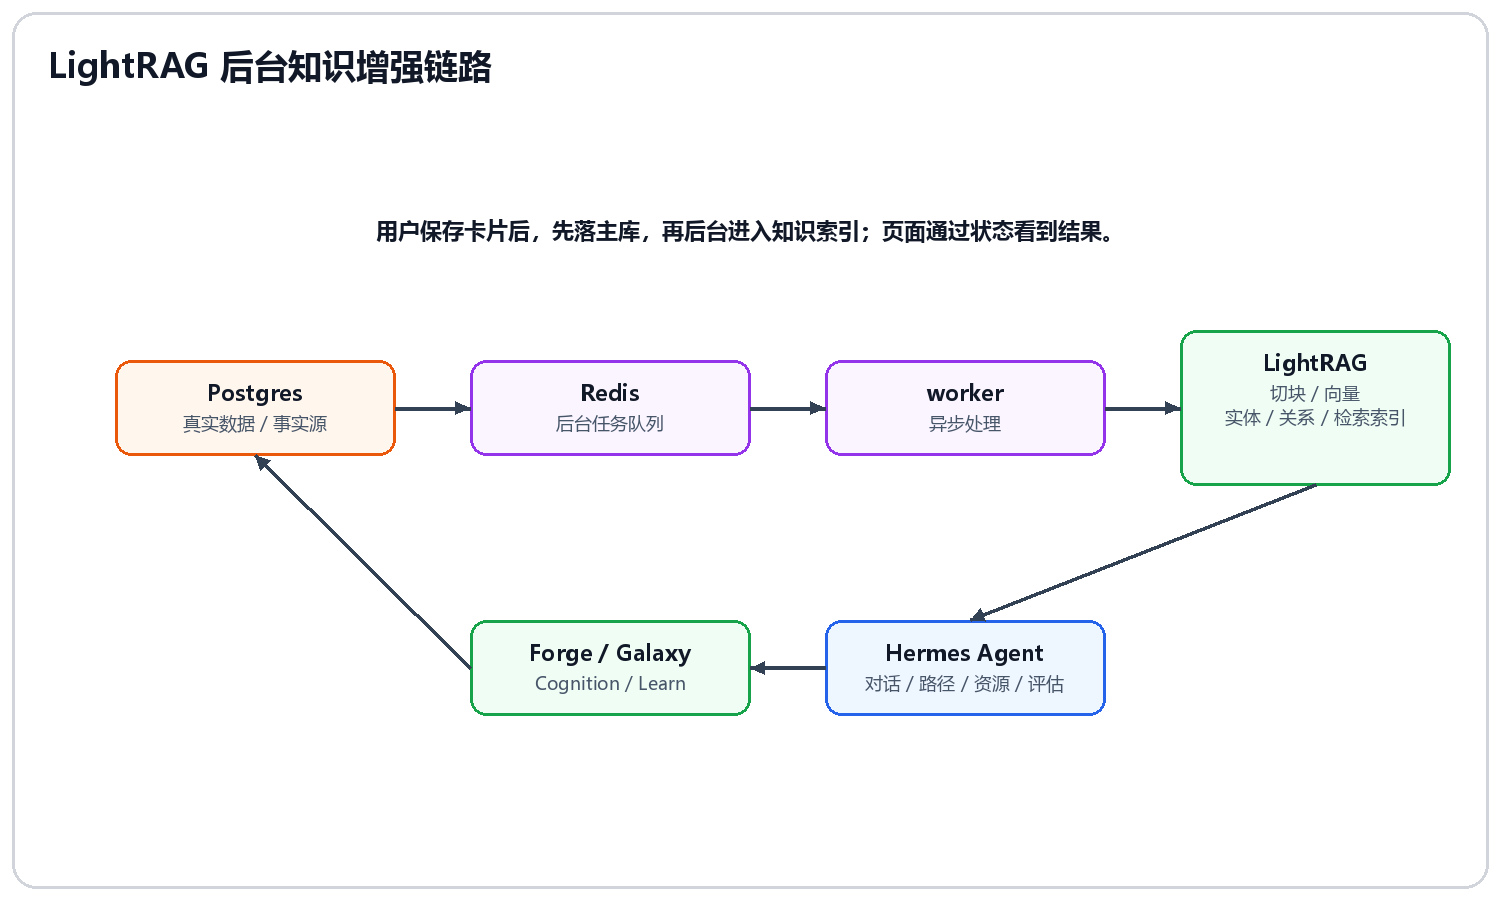 LightRAG 后台知识增强链路
用户保存卡片后，先落主库，再后台进入知识索引；页面通过状态看到结果。
Postgres
真实数据 / 事实源
Redis
后台任务队列
worker
异步处理
LightRAG
切块 / 向量
实体 / 关系 / 检索索引
Forge / Galaxy
Cognition / Learn
Hermes Agent
对话 / 路径 / 资源 / 评估